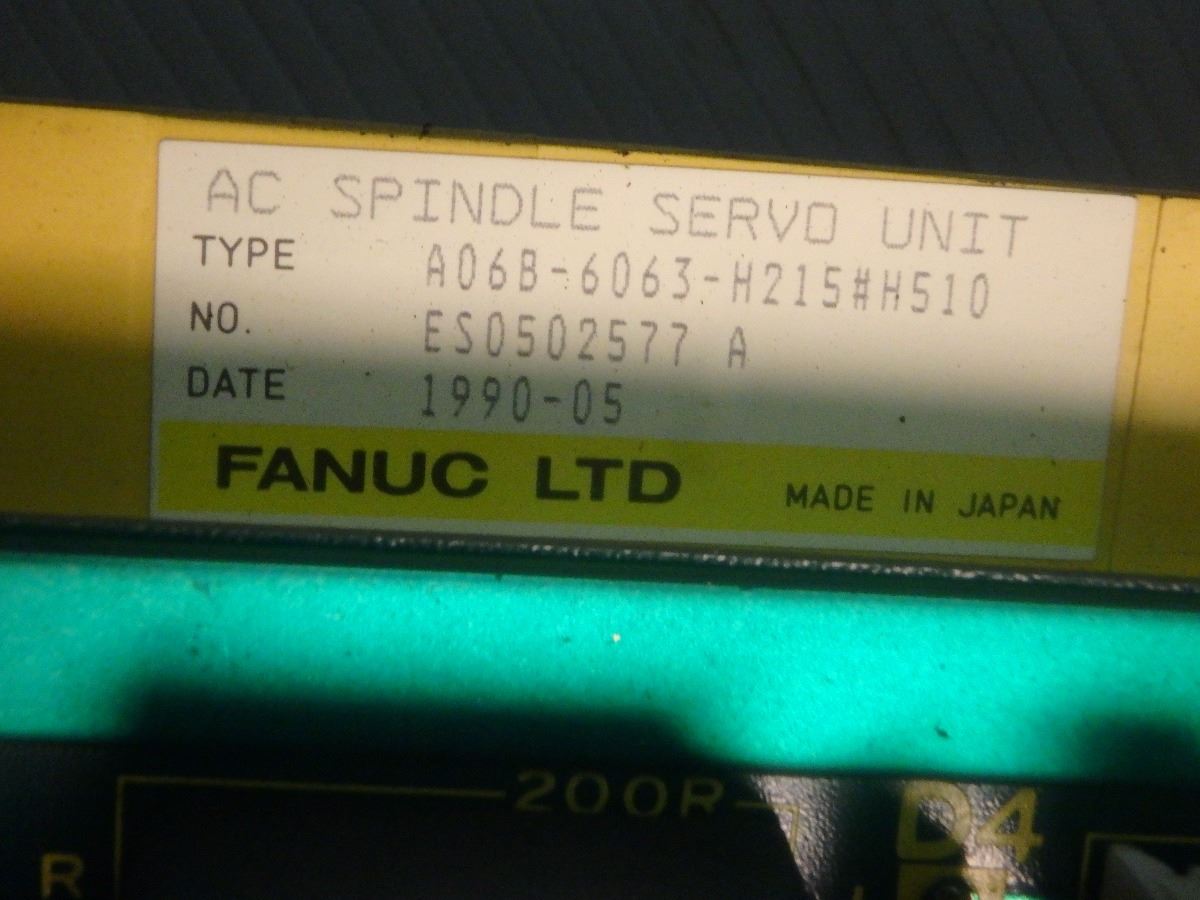 AC SPINDLE SERVO UNIT
TYPE A06B-6063-H215#H510
NO. ES0502577 A
DATE 1990-05
FANUC LTD MADE IN JAPAN
200R
D4
R